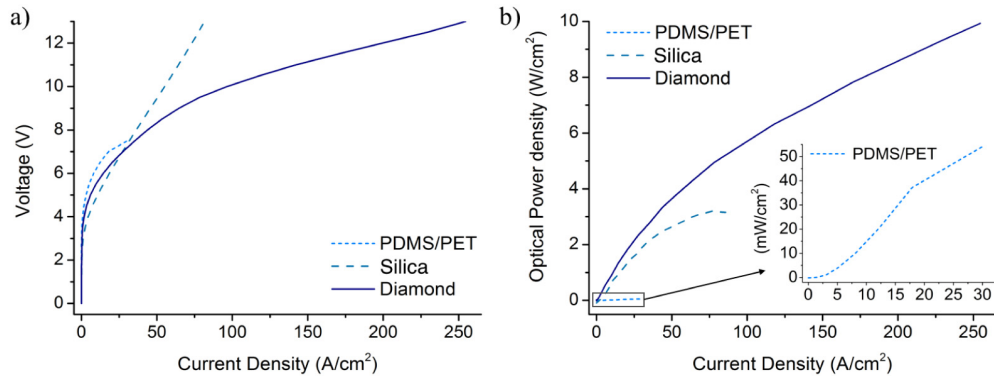 a)
Voltage (V)
12
10
8
6
4
2
0
PDMS/PET
Silica
Diamond
0 50 100 150 200 250
Current Density (A/cm²)
b)
Optical Power density (W/cm²)
10
8
6
4
2
0
PDMS/PET
Silica
Diamond
(mW/cm²)
50
40
30
20
10
0
PDMS/PET
0 5 10 15 20 25 30
0 50 100 150 200 250
Current Density (A/cm²)